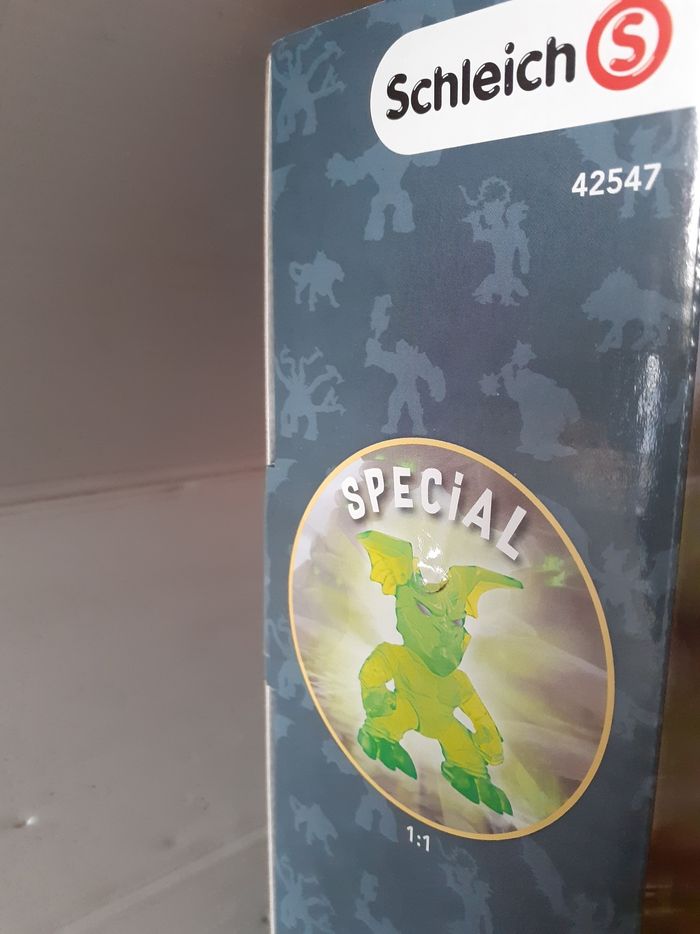 Schleich S
42547
SPECiAL
1:1